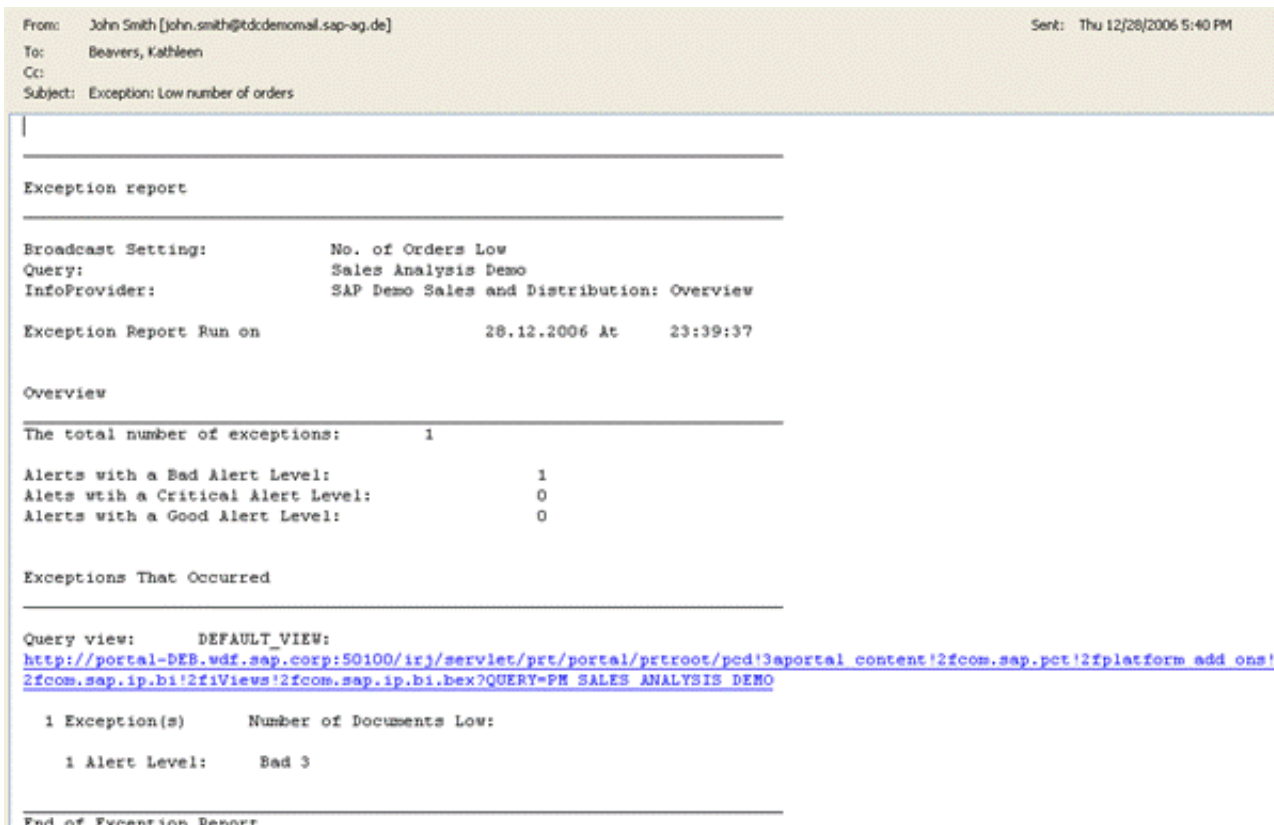 From: John Smith [john.smith@tdcdemomail.sap-ag.de] Sent: Thu 12/28/2006 5:40 PM
To: Beavers, Kathleen
Cc:
Subject: Exception: Low number of orders
Exception report
Broadcast Setting: No. of Orders Low
Query: Sales Analysis Demo
InfoProvider: SAP Demo Sales and Distribution: Overview
Exception Report Run on 28.12.2006 At 23:39:37
Overview
The total number of exceptions: 1
Alerts with a Bad Alert Level: 1
Alets wtih a Critical Alert Level: 0
Alerts with a Good Alert Level: 0
Exceptions That Occurred
Query view: DEFAULT_VIEW:
http://portal-DEB.wdf.sap.corp:50100/irj/servlet/prt/portal/prtroot/pcd!3aportal_content!2fcom.sap.pct!2fplatform_add_ons!
2fcom.sap.ip.bi!2fiViews!2fcom.sap.ip.bi.bex?QUERY=PM_SALES_ANALYSIS_DEMO
1 Exception(s) Number of Documents Low:
1 Alert Level: Bad 3
End of Exception Report